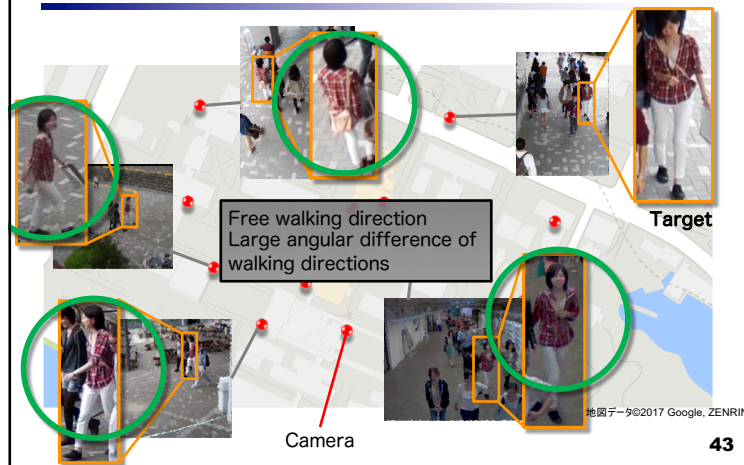 Free walking direction
Large angular difference of
walking directions
Target
地図データ©2017 Google, ZENRIN
Camera
43